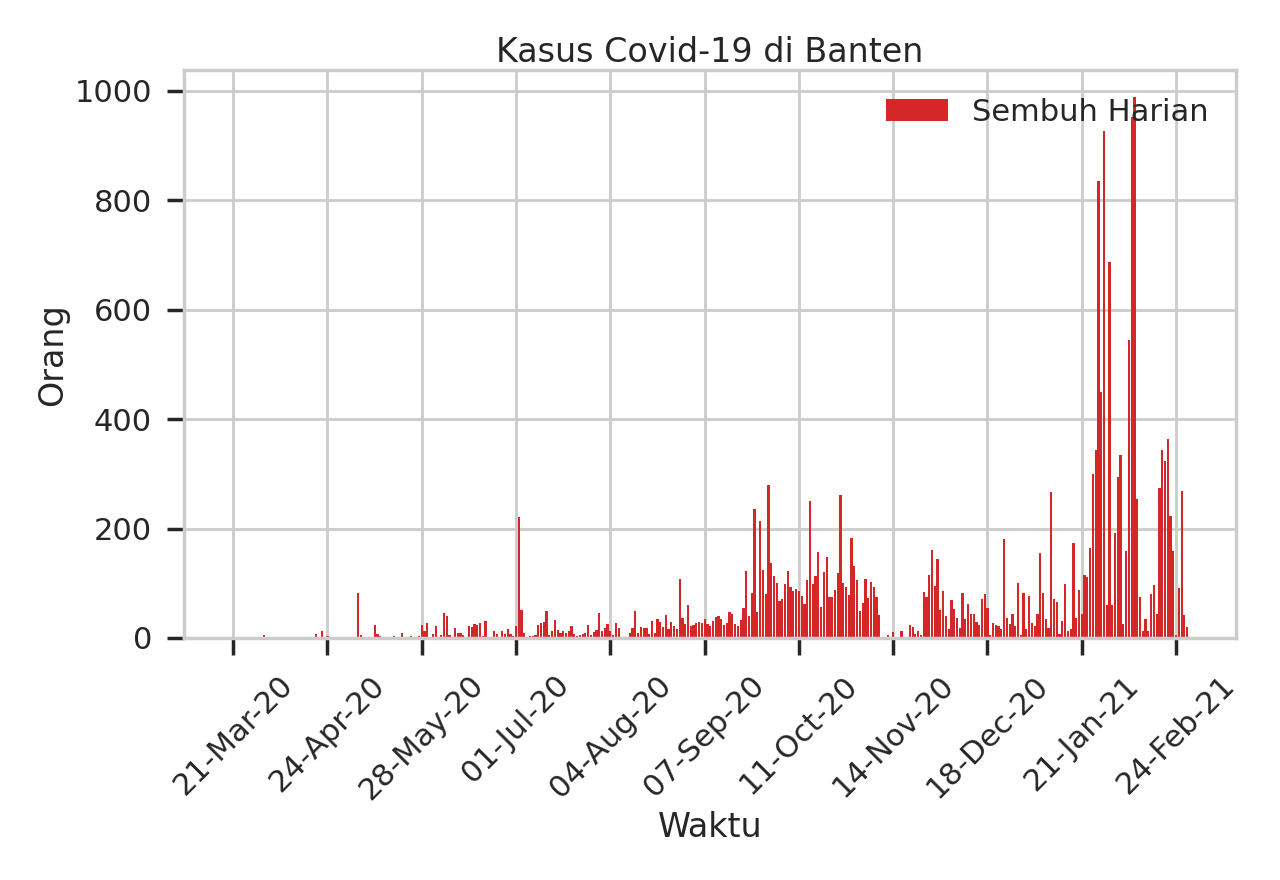 Kasus Covid-19 di Banten
Sembuh Harian
1000
800
600
400
200
0
Orang
21-Mar-20
24-Apr-20
28-May-20
01-Jul-20
04-Aug-20
07-Sep-20
11-Oct-20
14-Nov-20
18-Dec-20
21-Jan-21
24-Feb-21
Waktu